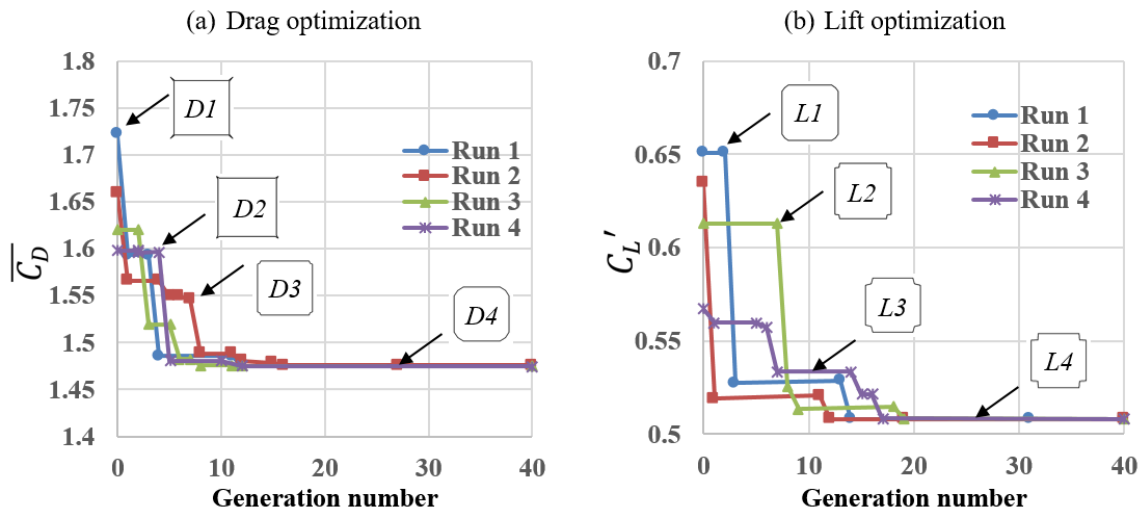 (a) Drag optimization
1.8
1.75
1.7
1.65
1.6
1.55
1.5
1.45
1.4
C̅_D
D1
D2
D3
D4
Run 1
Run 2
Run 3
Run 4
0 10 20 30 40
Generation number
(b) Lift optimization
0.7
0.65
0.6
0.55
0.5
C_L'
L1
L2
L3
L4
Run 1
Run 2
Run 3
Run 4
0 10 20 30 40
Generation number